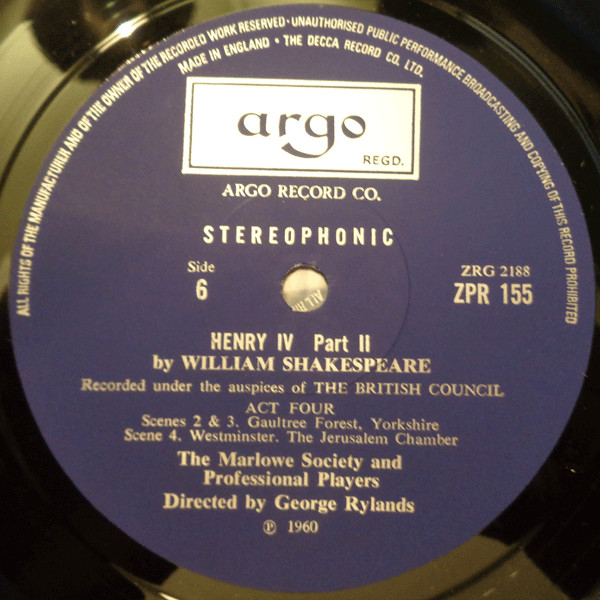 ALL RIGHTS OF THE MANUFACTURER AND OF THE OWNER OF THE RECORDED WORK RESERVED · UNAUTHORISED PUBLIC PERFORMANCE BROADCASTING AND COPYING OF THIS RECORD PROHIBITED
MADE IN ENGLAND · THE DECCA RECORD CO. LTD.
argo
REGD.
ARGO RECORD CO.
STEREOPHONIC
Side
6
ZRG 2188
ZPR 155
HENRY IV Part II
by WILLIAM SHAKESPEARE
Recorded under the auspices of THE BRITISH COUNCIL
ACT FOUR
Scenes 2 & 3. Gaultree Forest, Yorkshire
Scene 4. Westminster. The Jerusalem Chamber
The Marlowe Society and
Professional Players
Directed by George Rylands
℗ 1960